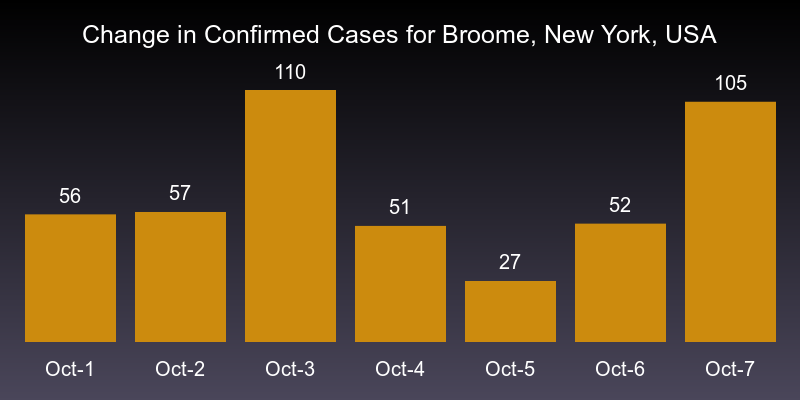 Change in Confirmed Cases for Broome, New York, USA
56 57 110 51 27 52 105
Oct-1 Oct-2 Oct-3 Oct-4 Oct-5 Oct-6 Oct-7